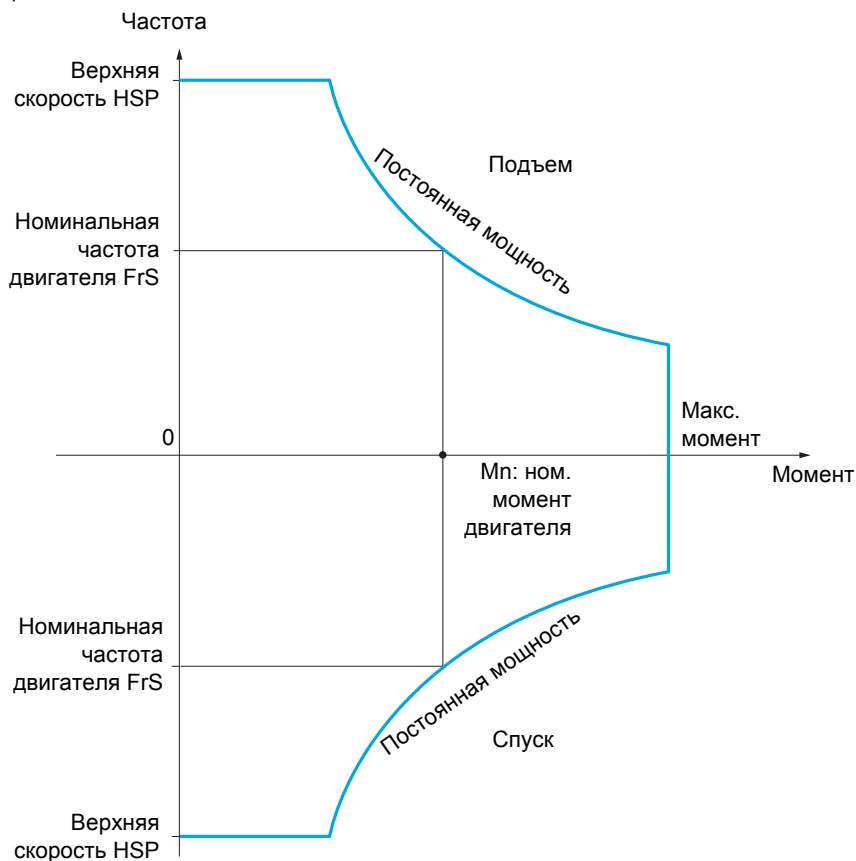 Частота
Верхняя
скорость HSP
Постоянная мощность
Подъем
Номинальная
частота
двигателя FrS
Макс.
момент
0
Mn: ном.
момент
двигателя
Момент
Номинальная
частота
двигателя FrS
Постоянная мощность
Спуск
Верхняя
скорость HSP